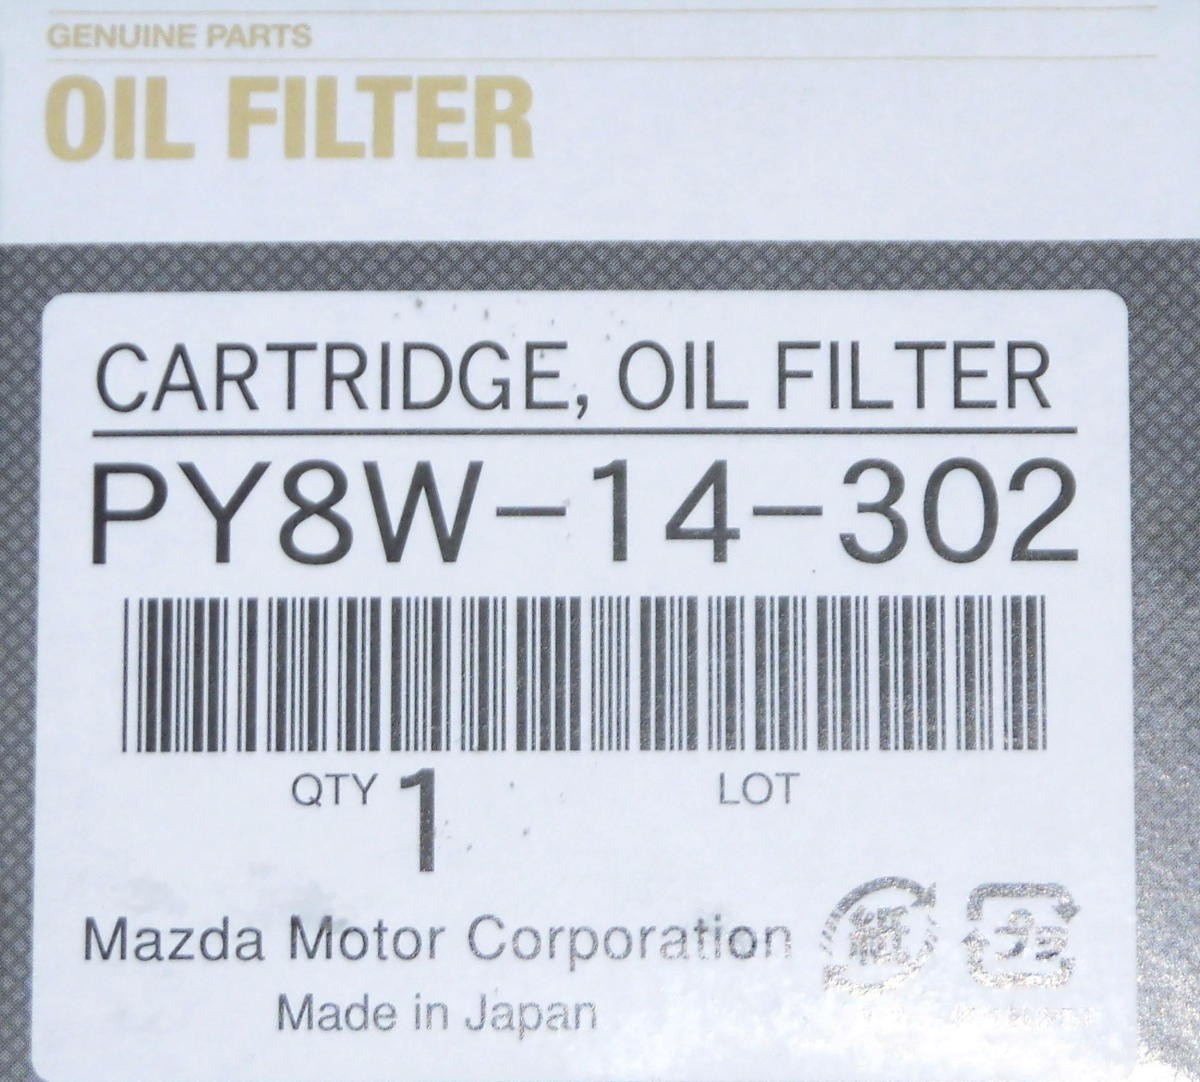 GENUINE PARTS
OIL FILTER
CARTRIDGE, OIL FILTER
PY8W-14-302
QTY 1 LOT
Mazda Motor Corporation
紙
Made in Japan